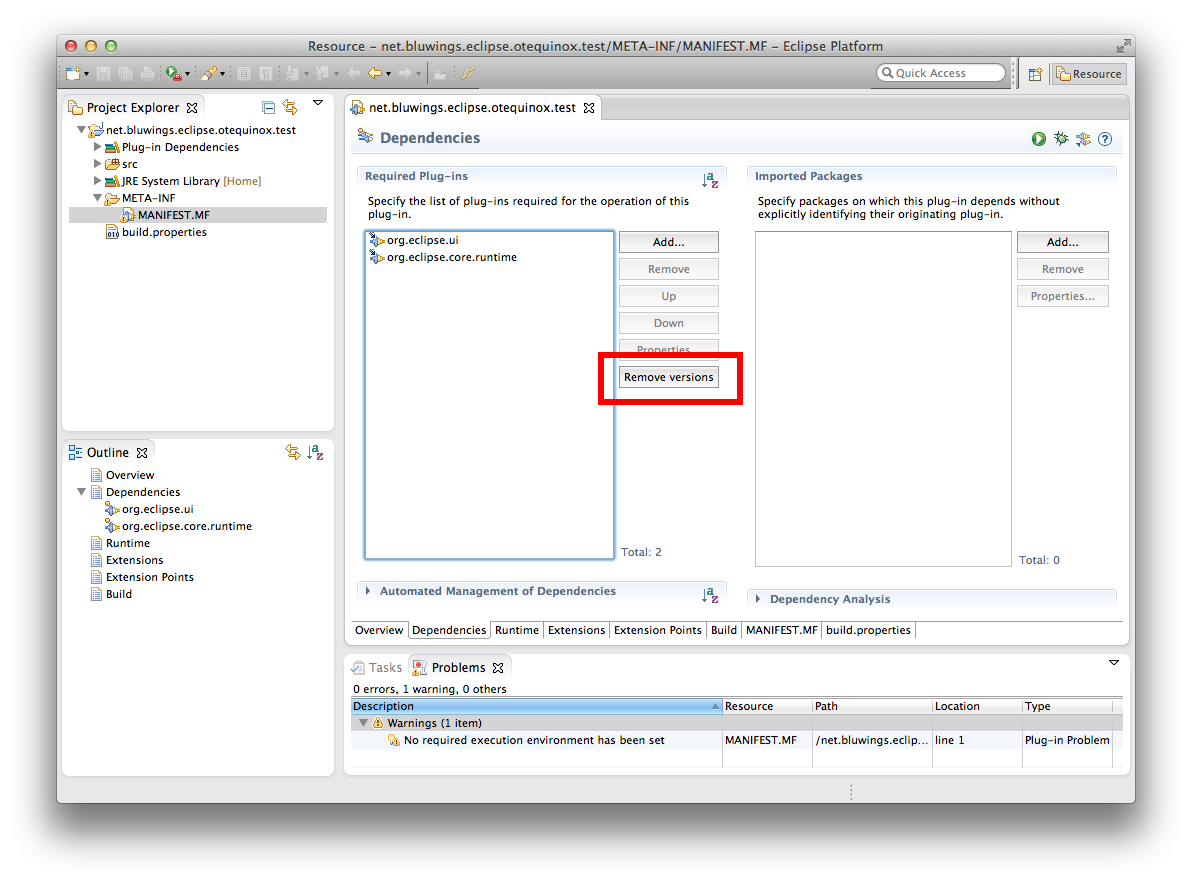 Resource – net.bluwings.eclipse.otequinox.test/META-INF/MANIFEST.MF – Eclipse Platform
Quick Access
Resource
Project Explorer
net.bluwings.eclipse.otequinox.test
Plug-in Dependencies
src
JRE System Library [Home]
META-INF
MANIFEST.MF
build.properties
Outline
Overview
Dependencies
org.eclipse.ui
org.eclipse.core.runtime
Runtime
Extensions
Extension Points
Build
net.bluwings.eclipse.otequinox.test
Dependencies
Required Plug-ins
Specify the list of plug-ins required for the operation of this
plug-in.
org.eclipse.ui
org.eclipse.core.runtime
Add...
Remove
Up
Down
Properties...
Remove versions
Total: 2
Imported Packages
Specify packages on which this plug-in depends without
explicitly identifying their originating plug-in.
Add...
Remove
Properties...
Total: 0
Automated Management of Dependencies
Dependency Analysis
Overview Dependencies Runtime Extensions Extension Points Build MANIFEST.MF build.properties
Tasks Problems
0 errors, 1 warning, 0 others
Description Resource Path Location Type
Warnings (1 item)
No required execution environment has been set MANIFEST.MF /net.bluwings.eclip... line 1 Plug-in Problem